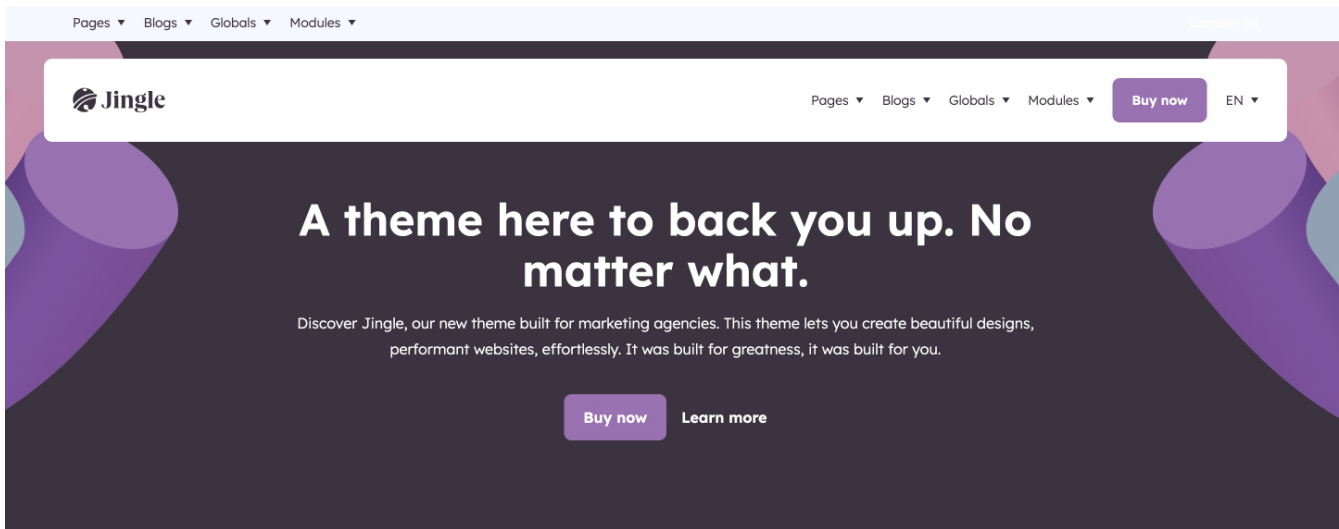 Pages ▼ Blogs ▼ Globals ▼ Modules ▼ Contact us
Jingle Pages ▼ Blogs ▼ Globals ▼ Modules ▼ Buy now EN ▼
A theme here to back you up. No
matter what.
Discover Jingle, our new theme built for marketing agencies. This theme lets you create beautiful designs,
performant websites, effortlessly. It was built for greatness, it was built for you.
Buy now Learn more